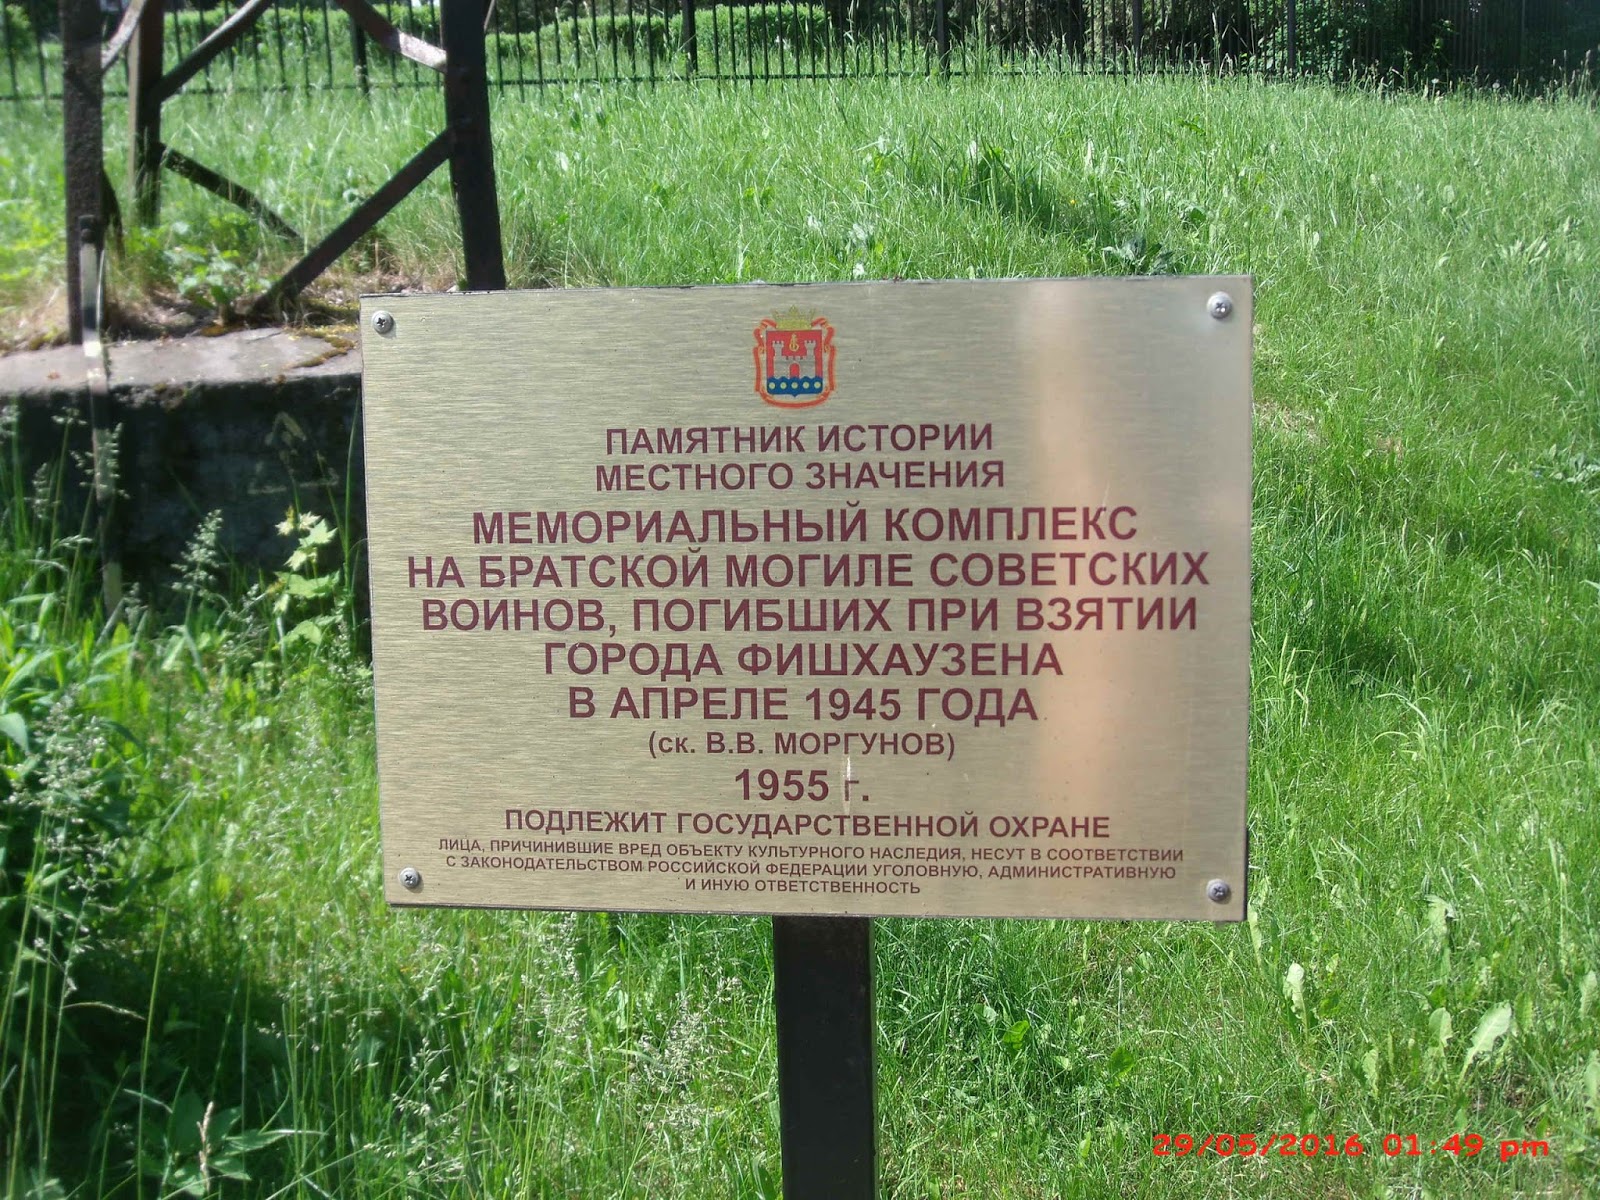 ПАМЯТНИК ИСТОРИИ
МЕСТНОГО ЗНАЧЕНИЯ
МЕМОРИАЛЬНЫЙ КОМПЛЕКС
НА БРАТСКОЙ МОГИЛЕ СОВЕТСКИХ
ВОИНОВ, ПОГИБШИХ ПРИ ВЗЯТИИ
ГОРОДА ФИШХАУЗЕНА
В АПРЕЛЕ 1945 ГОДА
(ск. В.В. МОРГУНОВ)
1955 г.
ПОДЛЕЖИТ ГОСУДАРСТВЕННОЙ ОХРАНЕ
ЛИЦА, ПРИЧИНИВШИЕ ВРЕД ОБЪЕКТУ КУЛЬТУРНОГО НАСЛЕДИЯ, НЕСУТ В СООТВЕТСТВИИ
С ЗАКОНОДАТЕЛЬСТВОМ РОССИЙСКОЙ ФЕДЕРАЦИИ УГОЛОВНУЮ, АДМИНИСТРАТИВНУЮ
И ИНУЮ ОТВЕТСТВЕННОСТЬ
29/05/2016 01:49 pm